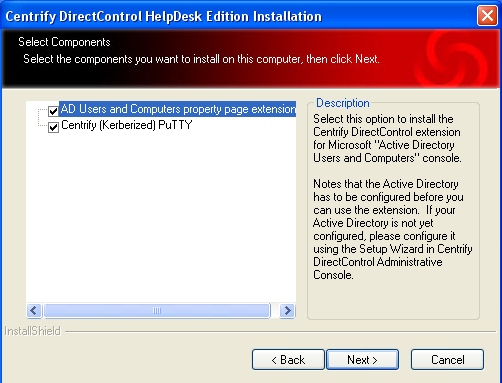 Centrify DirectControl HelpDesk Edition Installation
Select Components
Select the components you want to install on this computer, then click Next.
AD Users and Computers property page extension
Centrify (Kerberized) PuTTY
Description
Select this option to install the
Centrify DirectControl extension
for Microsoft "Active Directory
Users and Computers" console.
Notes that the Active Directory
has to be configured before you
can use the extension. If your
Active Directory is not yet
configured, please configure it
using the Setup Wizard in Centrify
DirectControl Administrative
Console.
InstallShield
< Back
Next >
Cancel